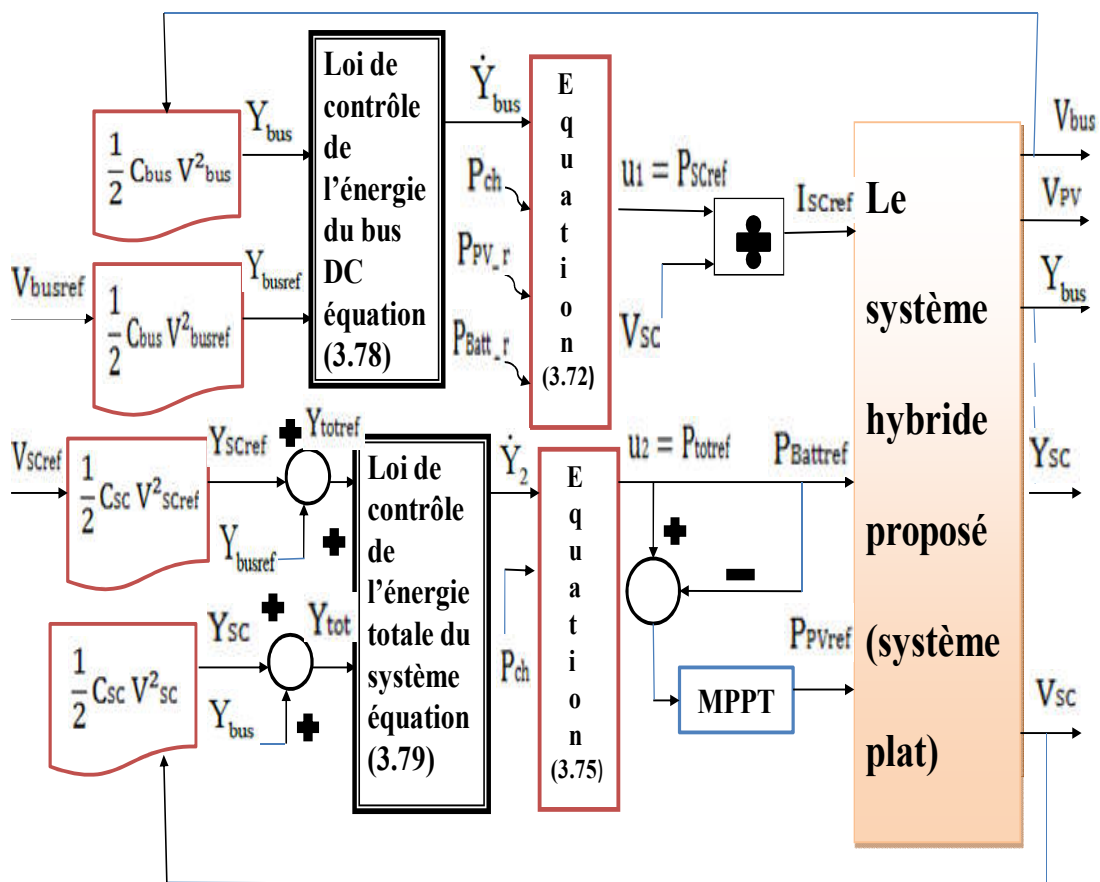 1/2 Cbus V²bus
Ybus
Vbusref
1/2 Cbus V²busref
Ybusref
Loi de
contrôle
de
l'énergie
du bus
DC
équation
(3.78)
Ẏbus
Pch
PPV_r
PBatt_r
E
q
u
a
t
i
o
n
(3.72)
u1 = PSCref
÷
VSC
ISCref
VSCref
1/2 CSC V²SCref
YSCref
+
Ytotref
Ybusref
+
1/2 CSC V²SC
YSC
+
Ytot
Ybus
+
Loi de
contrôle
de
l'énergie
totale du
système
équation
(3.79)
Ẏ2
Pch
E
q
u
a
t
i
o
n
(3.75)
u2 = Ptotref
PBattref
+
−
PPVref
MPPT
Le
système
hybride
proposé
(système
plat)
Vbus
VPV
Ybus
YSC
VSC